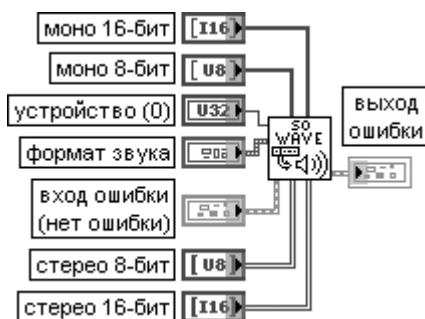 моно 16-бит [I16]
моно 8-бит [U8]
устройство (0) U32
SO
WAVE
выход
ошибки
формат звука
вход ошибки
(нет ошибки)
стерео 8-бит [U8]
стерео 16-бит [I16]